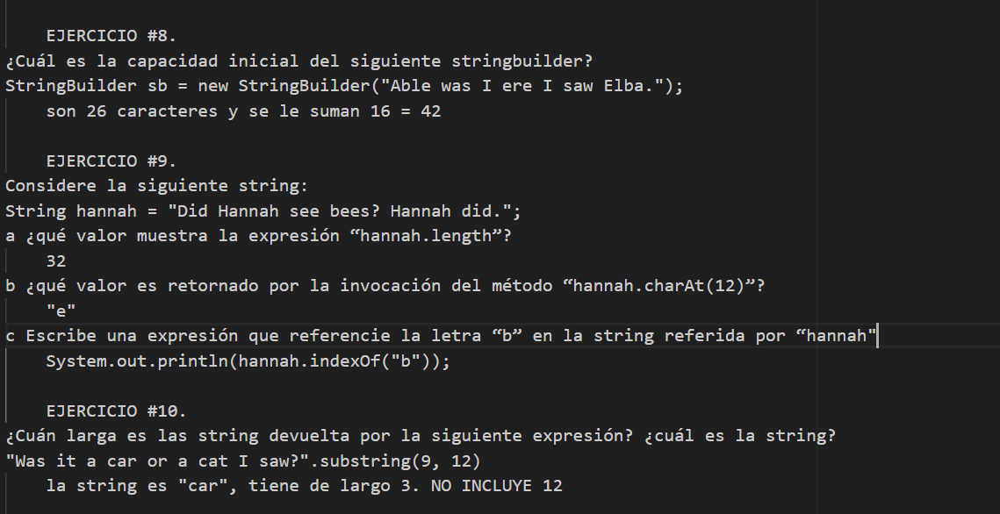 EJERCICIO #8.
¿Cuál es la capacidad inicial del siguiente stringbuilder?
StringBuilder sb = new StringBuilder("Able was I ere I saw Elba.");
son 26 caracteres y se le suman 16 = 42
EJERCICIO #9.
Considere la siguiente string:
String hannah = "Did Hannah see bees? Hannah did.";
a ¿qué valor muestra la expresión “hannah.length”?
32
b ¿qué valor es retornado por la invocación del método “hannah.charAt(12)”?
"e"
c Escribe una expresión que referencie la letra “b” en la string referida por “hannah"
System.out.println(hannah.indexOf("b"));
EJERCICIO #10.
¿Cuán larga es las string devuelta por la siguiente expresión? ¿cuál es la string?
"Was it a car or a cat I saw?".substring(9, 12)
la string es "car", tiene de largo 3. NO INCLUYE 12